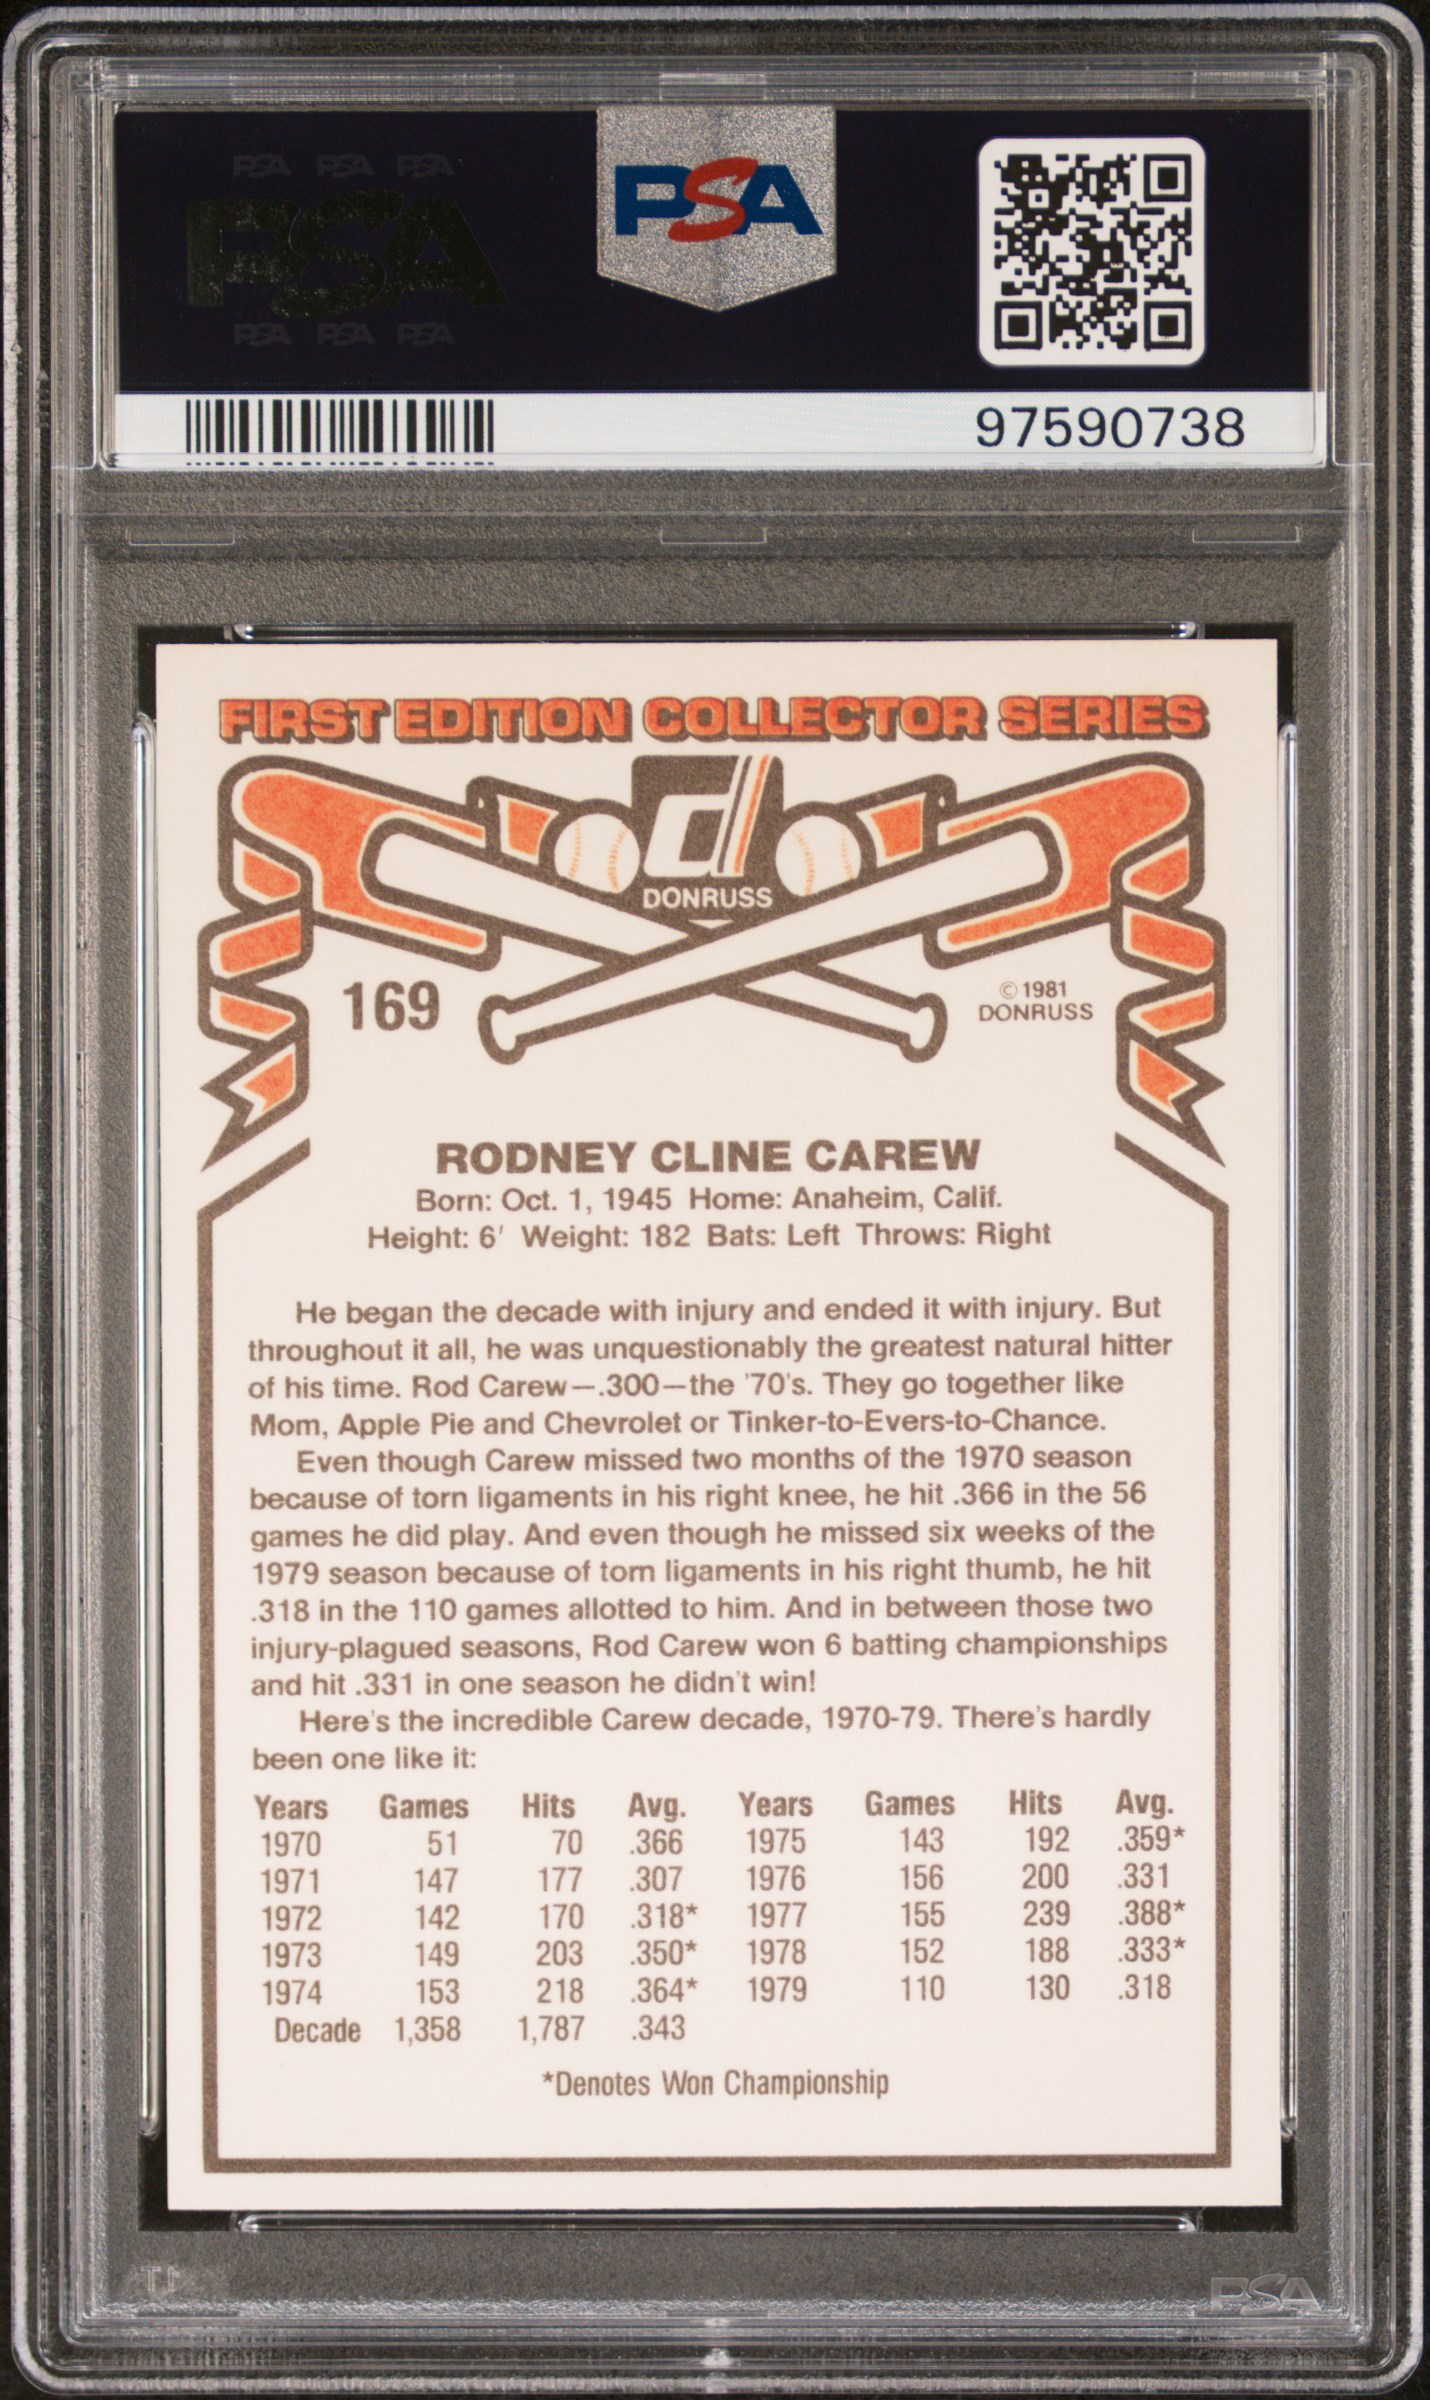 PSA PSA PSA
PSA
PSA PSA PSA
PSA
97590738
FIRST EDITION COLLECTOR SERIES
d
DONRUSS
169
© 1981
DONRUSS
RODNEY CLINE CAREW
Born: Oct. 1, 1945 Home: Anaheim, Calif.
Height: 6' Weight: 182 Bats: Left Throws: Right
He began the decade with injury and ended it with injury. But
throughout it all, he was unquestionably the greatest natural hitter
of his time. Rod Carew—.300—the '70's. They go together like
Mom, Apple Pie and Chevrolet or Tinker-to-Evers-to-Chance.
Even though Carew missed two months of the 1970 season
because of torn ligaments in his right knee, he hit .366 in the 56
games he did play. And even though he missed six weeks of the
1979 season because of torn ligaments in his right thumb, he hit
.318 in the 110 games allotted to him. And in between those two
injury-plagued seasons, Rod Carew won 6 batting championships
and hit .331 in one season he didn't win!
Here's the incredible Carew decade, 1970-79. There's hardly
been one like it:
Years Games Hits Avg. Years Games Hits Avg.
1970 51 70 .366 1975 143 192 .359*
1971 147 177 .307 1976 156 200 .331
1972 142 170 .318* 1977 155 239 .388*
1973 149 203 .350* 1978 152 188 .333*
1974 153 218 .364* 1979 110 130 .318
Decade 1,358 1,787 .343
*Denotes Won Championship
PSA